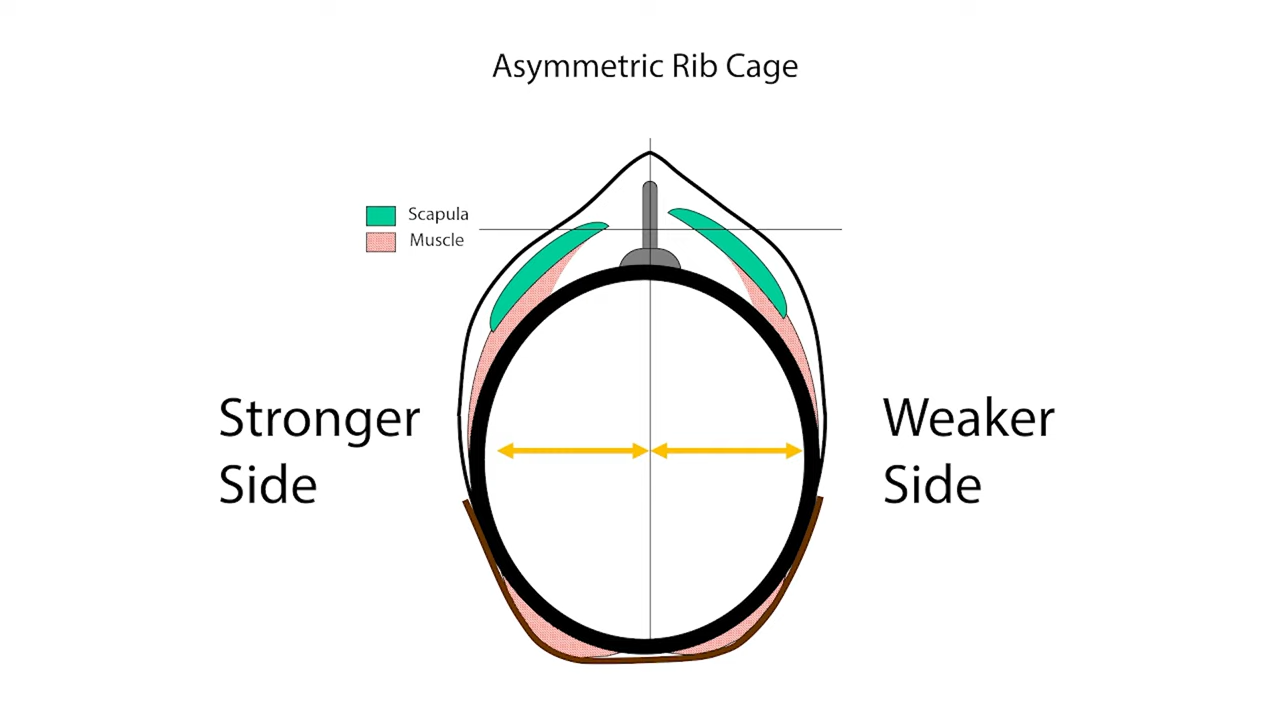 Asymmetric Rib Cage
Scapula
Muscle
Stronger
Side
Weaker
Side